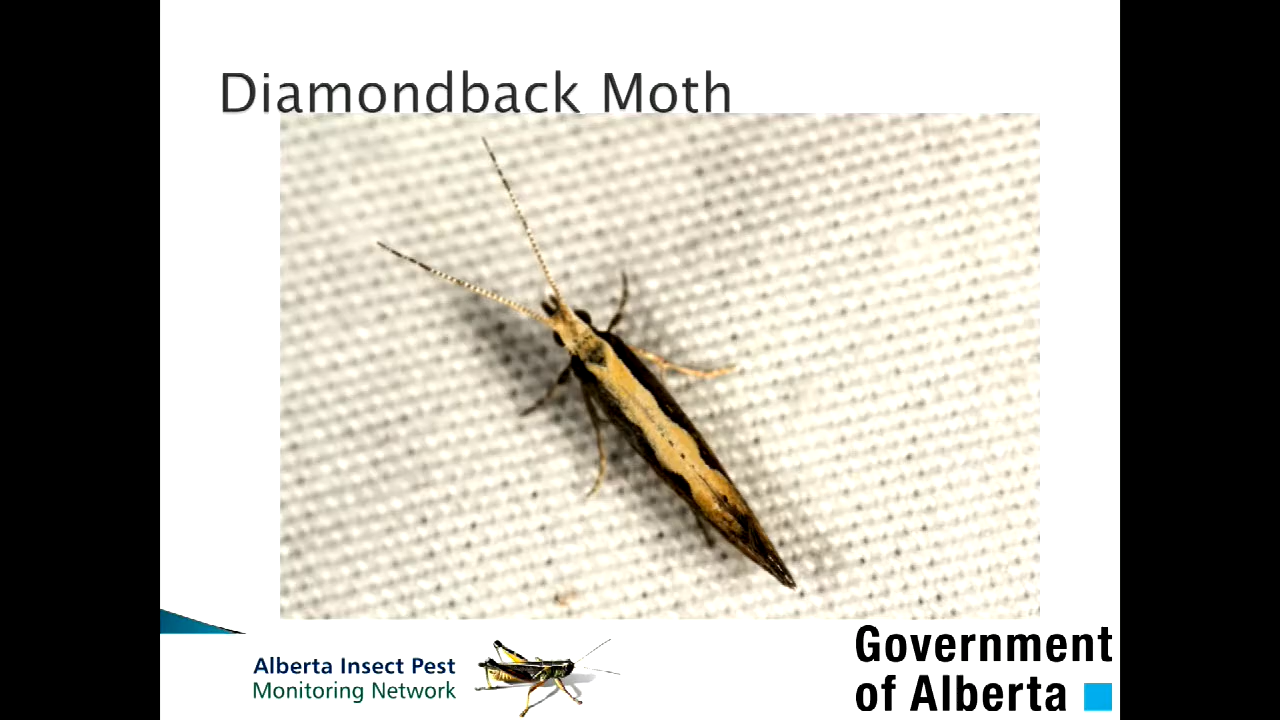 Diamondback Moth
Alberta Insect Pest
Monitoring Network
Government
of Alberta